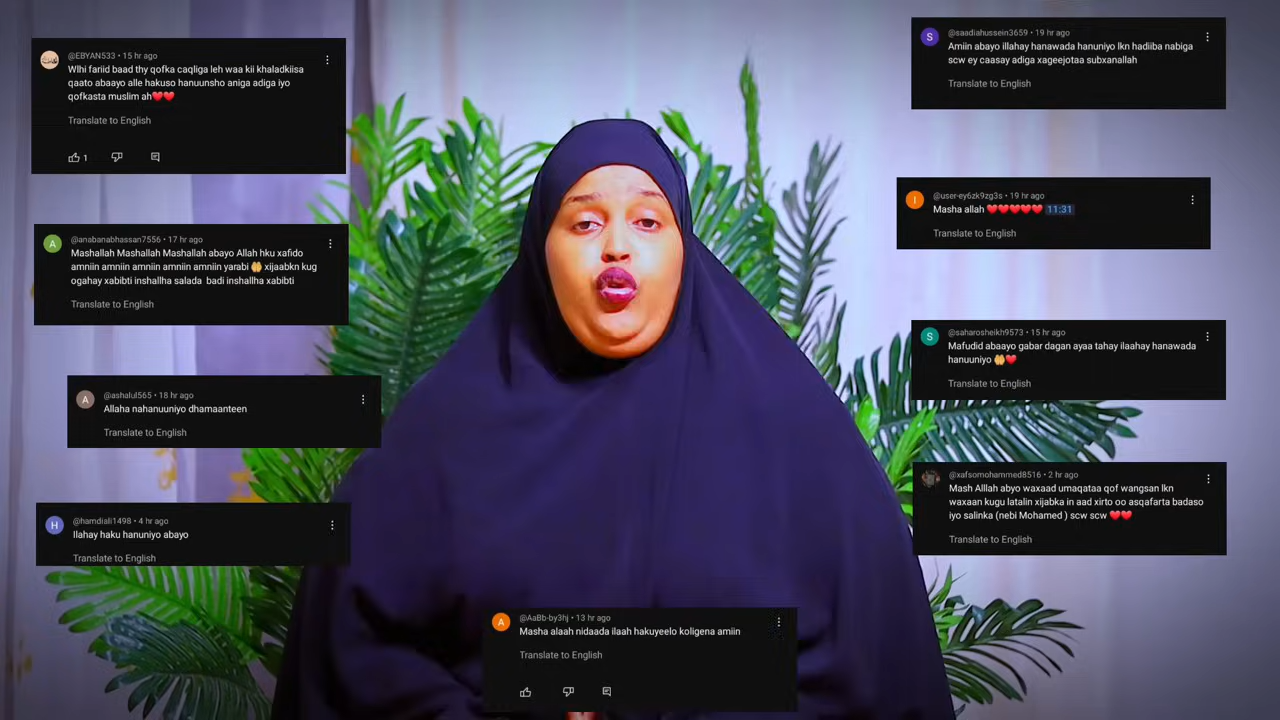 @EBYAN533 • 15 hr ago
Wlhi fariid baad thy qofka caqliga leh waa kii khaladkiisa
qaato abaayo alle hakuso hanuunsho aniga adiga iyo
qofkasta muslim ah❤️❤️
Translate to English
1
@anabanabhassan7556 • 17 hr ago
Mashallah Mashallah Mashallah abayo Allah hku xafido
amniin amniin amniin amniin amniin yarabi 🤲 xijaabkn kug
ogahay xabibti inshallha salada badi inshallha xabibti
Translate to English
@ashalul565 • 18 hr ago
Allaha nahanuuniyo dhamaanteen
Translate to English
@hamdiali1498 • 4 hr ago
Ilahay haku hanuniyo abayo
Translate to English
@AaBb-by3hj • 13 hr ago
Masha alaah nidaada ilaah hakuyeelo koligena amiin
Translate to English
@saadiahussein3659 • 19 hr ago
Amiin abayo illahay hanawada hanuniyo lkn hadiiba nabiga
scw ey caasay adiga xageejotaa subxanallah
Translate to English
@user-ey6zk9zg3s • 19 hr ago
Masha allah ❤️❤️❤️❤️❤️ 11:31
Translate to English
@saharosheikh9573 • 15 hr ago
Mafudid abaayo gabar dagan ayaa tahay ilaahay hanawada
hanuuniyo 🤲❤️
Translate to English
@xafsomohammed8516 • 2 hr ago
Mash Alllah abyo waxaad umaqataa qof wangsan lkn
waxaan kugu latalin xijabka in aad xirto oo asqafarta badaso
iyo salinka (nebi Mohamed ) scw scw ❤️❤️
Translate to English